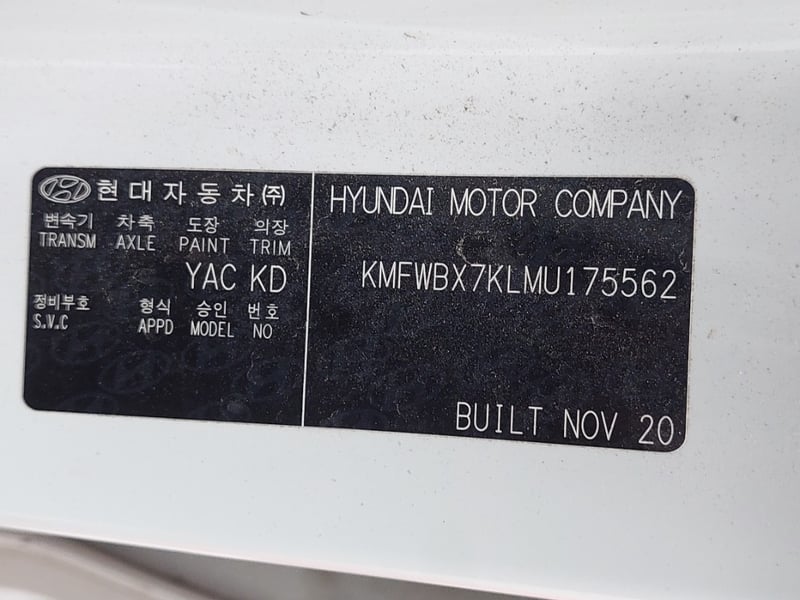 현대자동차㈜
변속기 차축 도장 의장
TRANSM AXLE PAINT TRIM
YAC KD
정비부호 형식 승인 번호
S.V.C APPD MODEL NO
HYUNDAI MOTOR COMPANY
KMFWBX7KLMU175562
BUILT NOV 20